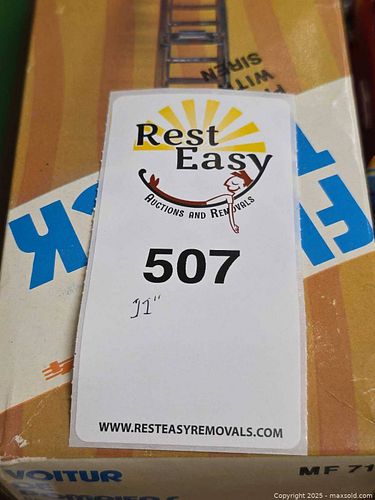 WITH
SIREN
Rest
Easy
AUCTIONS AND REMOVALS
507
11"
WWW.RESTEASYREMOVALS.COM
VOITUR
MF 71
Copyright 2025 - maxsold.com